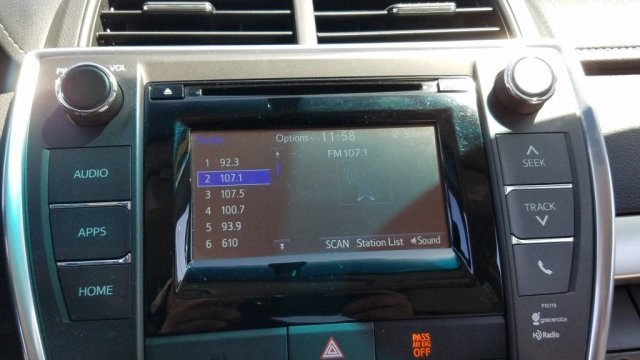 VOL
AUDIO
APPS
HOME
Options
11:58
Sound
FM 107.1
1 92.3
2 107.1
3 107.5
4 100.7
5 93.9
6 610
SCAN Station List Sound
SEEK
TRACK
gracenote
HD Radio
PASS
AIR BAG
OFF